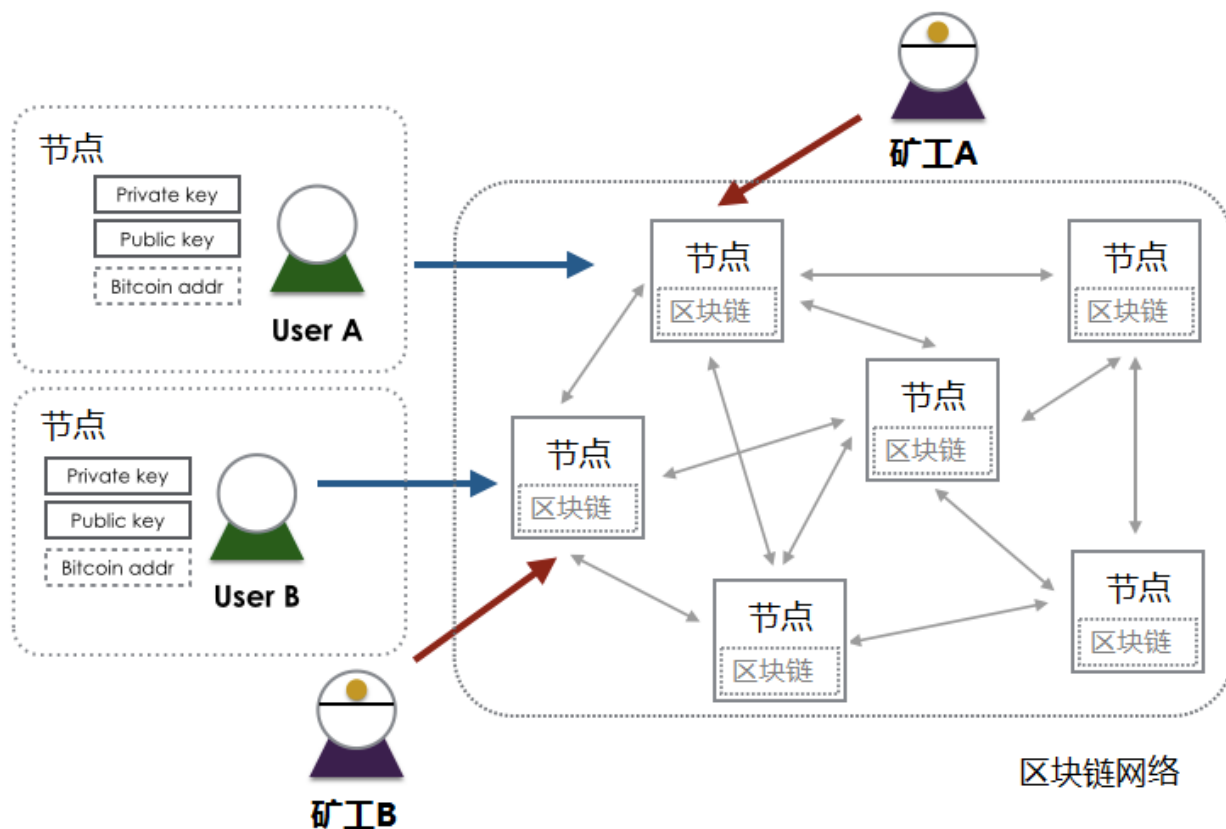 矿工A
节点
Private key
Public key
Bitcoin addr
User A
节点
Private key
Public key
Bitcoin addr
User B
矿工B
节点
区块链
节点
区块链
节点
区块链
节点
区块链
节点
区块链
节点
区块链
区块链网络